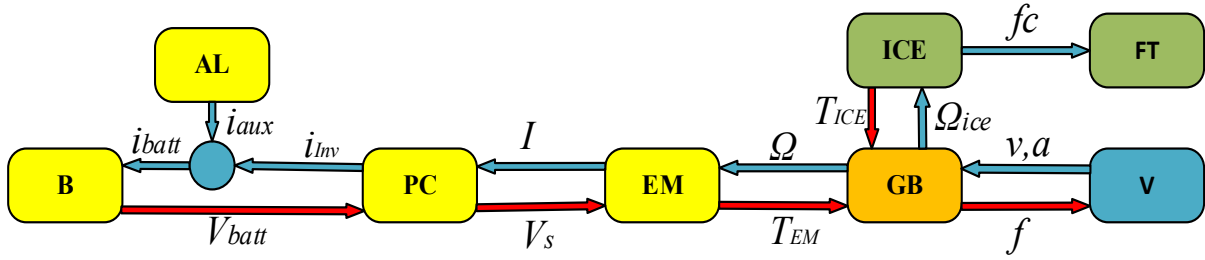 fc
AL
ICE
FT
iaux
TICE
Ωice
ibatt
iInv
I
Ω
v,a
B
PC
EM
GB
V
Vbatt
Vs
TEM
f